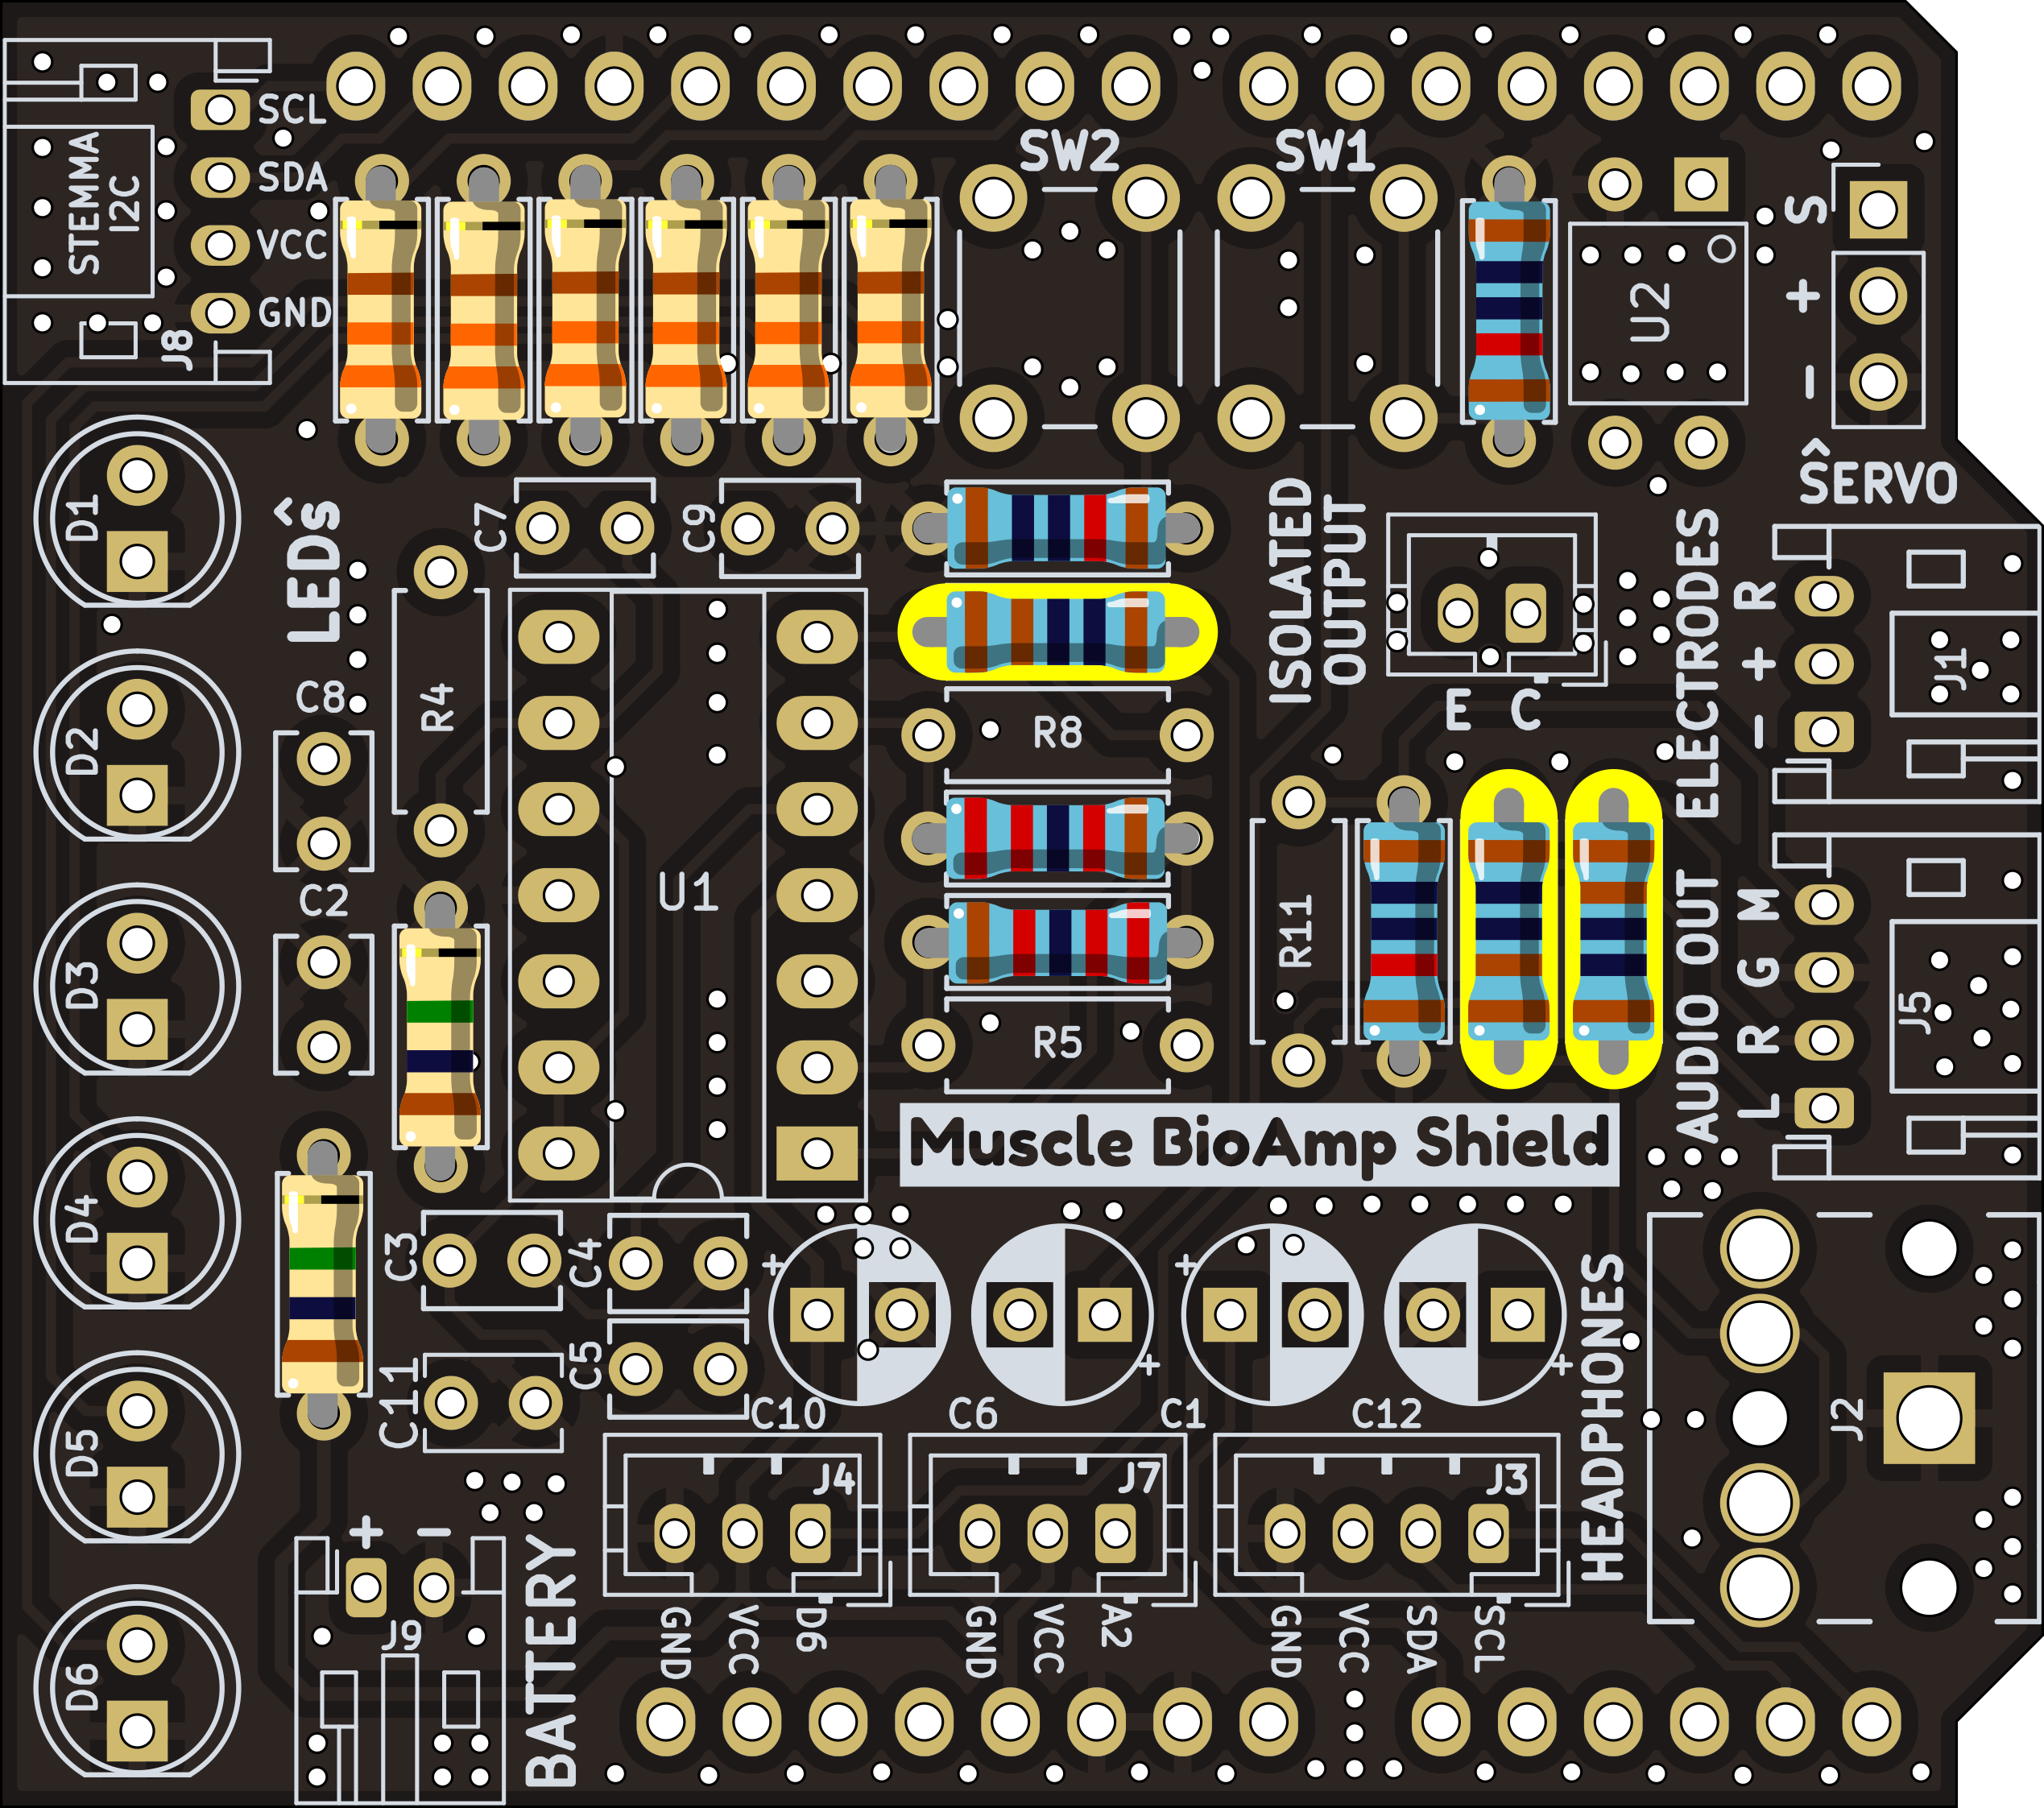 SCL
SDA
VCC
GND
STEMMA
I2C
J8
SW2
SW1
U2
S
+
-
SERVO
D1
D2
D3
D4
D5
D6
LEDs
C7
C9
R4
C8
C2
U1
R8
R5
R11
ISOLATED
OUTPUT
E C
ELECTRODES
R
+
-
J1
AUDIO OUT
M
G
R
L
J5
Muscle BioAmp Shield
C3
C4
C5
C11
+
C10
C6
+
+
C1
C12
+
HEADPHONES
J2
J4
J7
J3
+ -
J9
BATTERY
GND
VCC
D6
GND
VCC
A2
GND
VCC
SDA
SCL